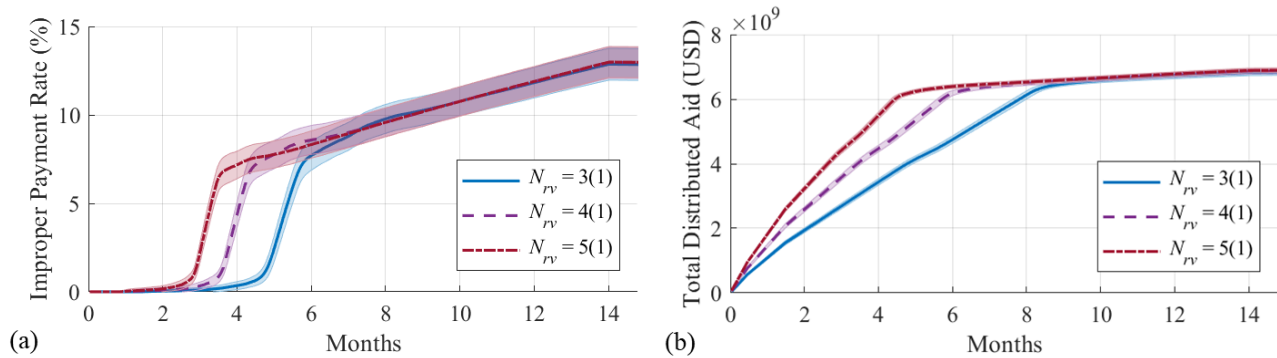 15
10
5
0
0 2 4 6 8 10 12 14
Improper Payment Rate (%)
Months
N_rv = 3(1)
N_rv = 4(1)
N_rv = 5(1)
(a)
×10^9
8
6
4
2
0
0 2 4 6 8 10 12 14
Total Distributed Aid (USD)
Months
N_rv = 3(1)
N_rv = 4(1)
N_rv = 5(1)
(b)